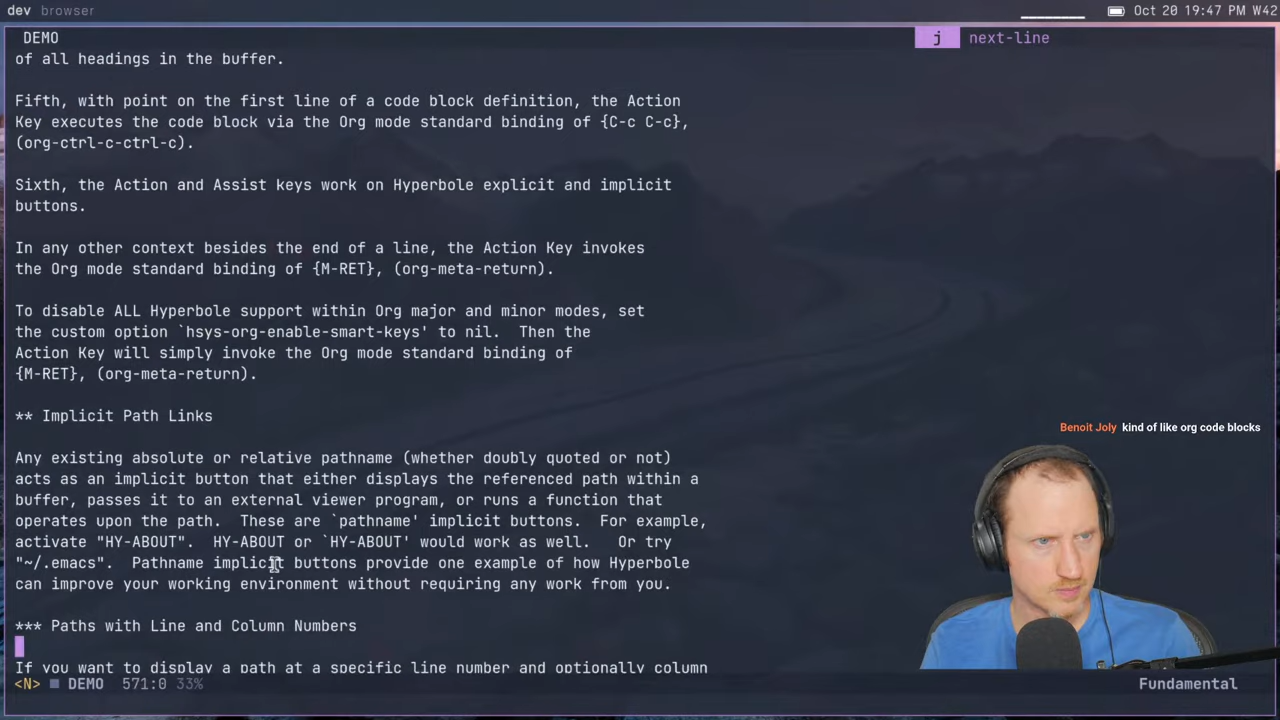 dev browser
Oct 20 19:47 PM W42
DEMO
j next-line
of all headings in the buffer.
Fifth, with point on the first line of a code block definition, the Action
Key executes the code block via the Org mode standard binding of {C-c C-c},
(org-ctrl-c-ctrl-c).
Sixth, the Action and Assist keys work on Hyperbole explicit and implicit
buttons.
In any other context besides the end of a line, the Action Key invokes
the Org mode standard binding of {M-RET}, (org-meta-return).
To disable ALL Hyperbole support within Org major and minor modes, set
the custom option `hsys-org-enable-smart-keys' to nil.  Then the
Action Key will simply invoke the Org mode standard binding of
{M-RET}, (org-meta-return).
** Implicit Path Links
Benoit Joly kind of like org code blocks
Any existing absolute or relative pathname (whether doubly quoted or not)
acts as an implicit button that either displays the referenced path within a
buffer, passes it to an external viewer program, or runs a function that
operates upon the path.  These are `pathname' implicit buttons.  For example,
activate "HY-ABOUT".  HY-ABOUT or `HY-ABOUT' would work as well.   Or try
"~/.emacs".  Pathname implicit buttons provide one example of how Hyperbole
can improve your working environment without requiring any work from you.
*** Paths with Line and Column Numbers
If you want to display a path at a specific line number and optionally column
<N> DEMO 571:0 33%
Fundamental